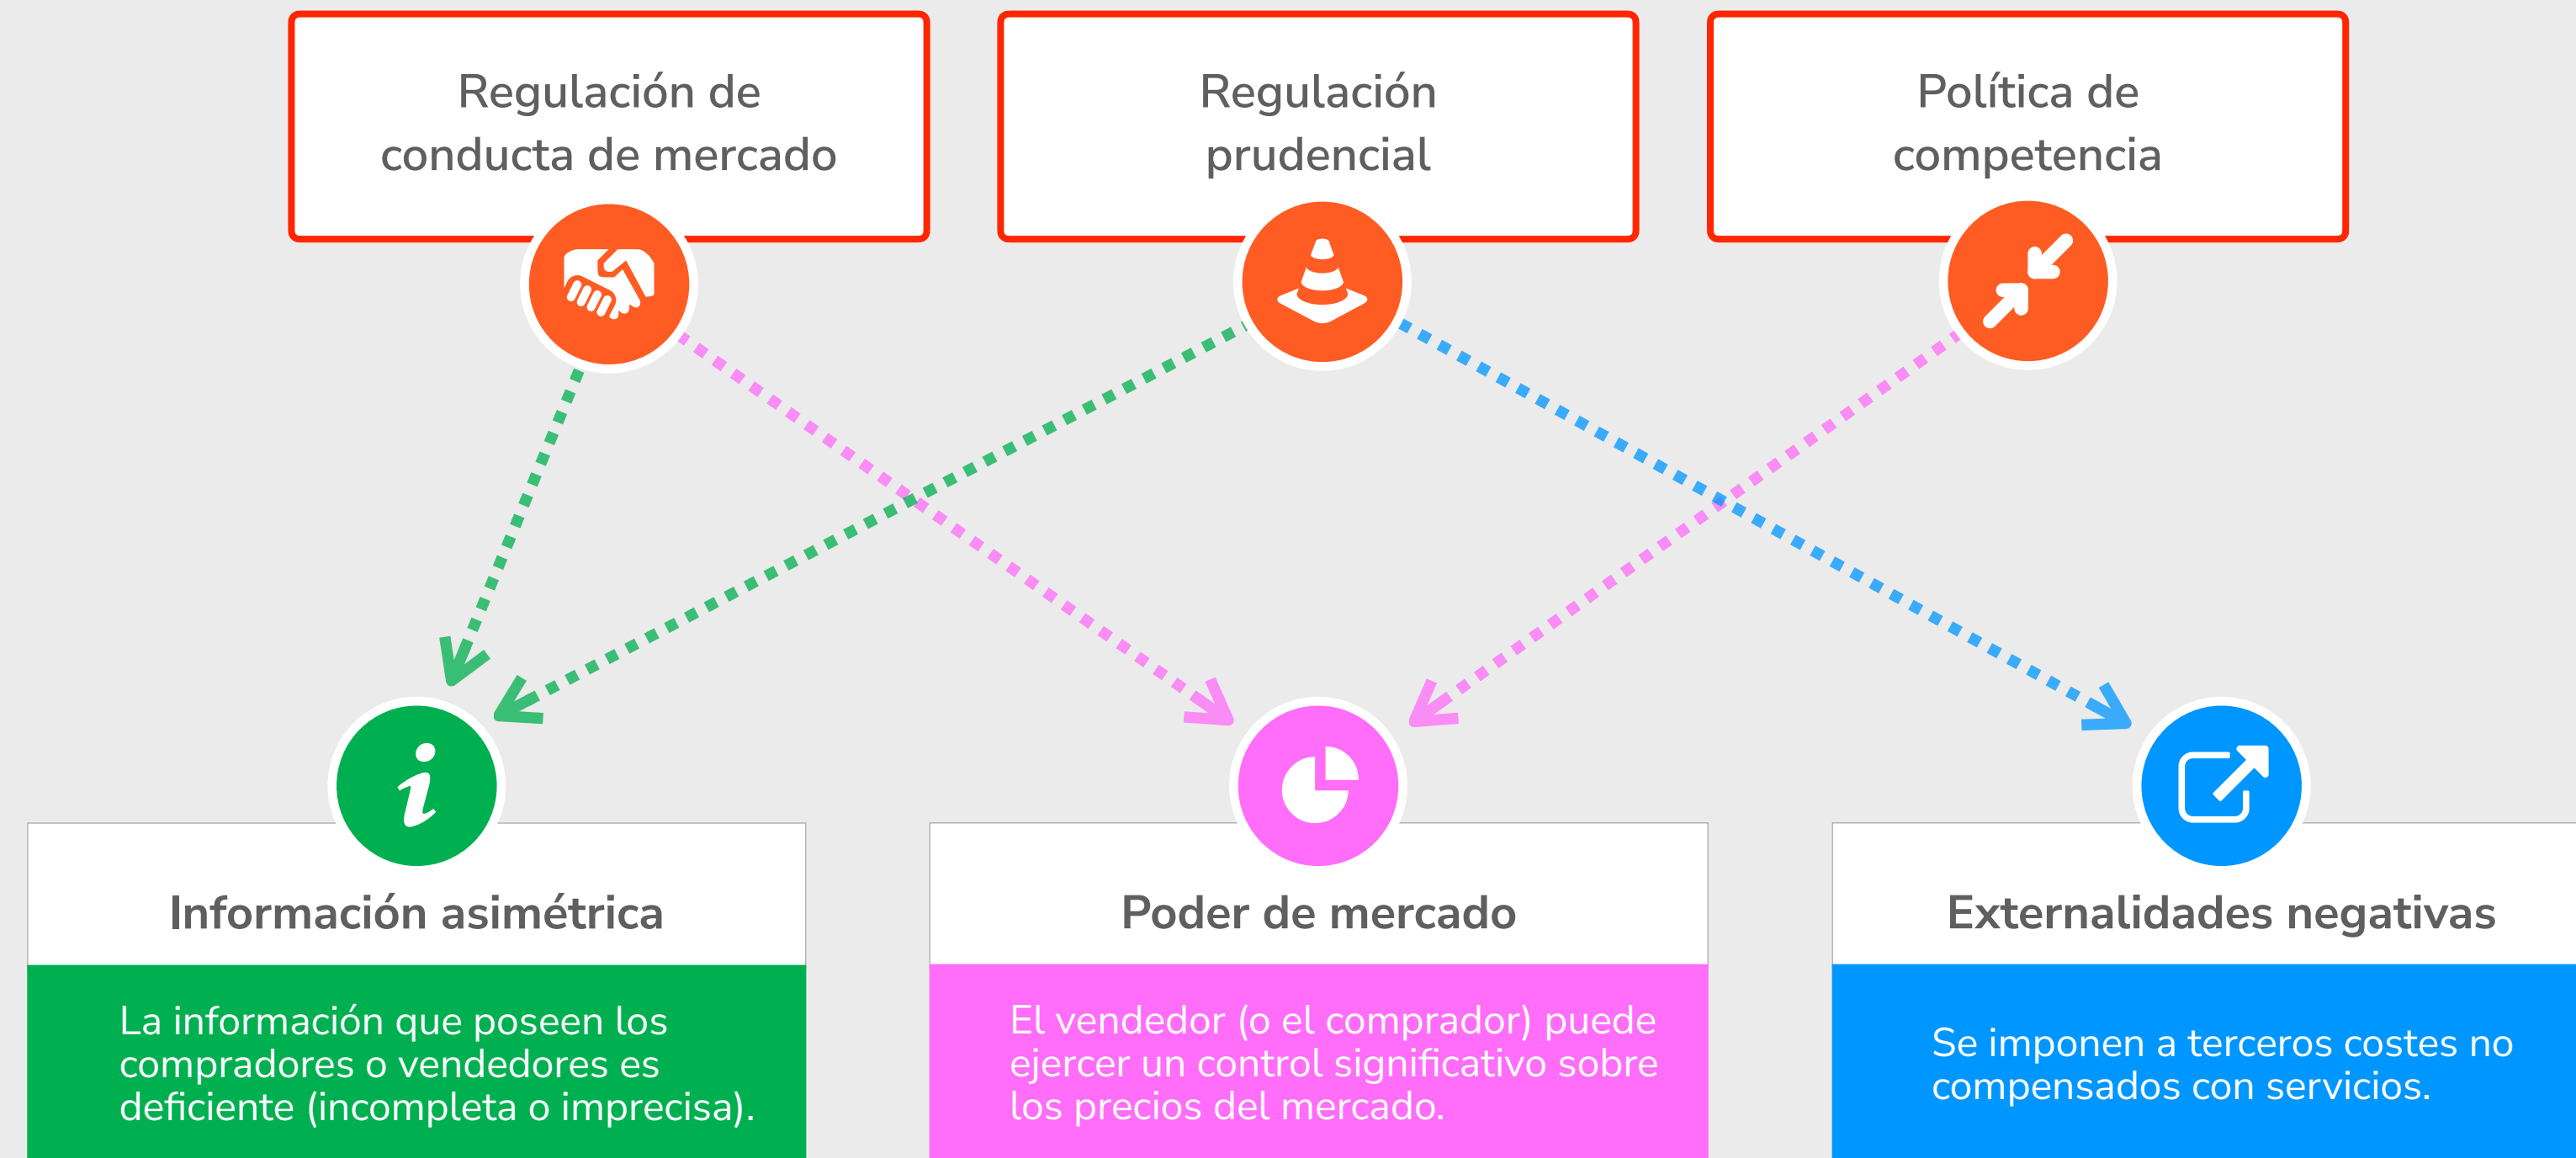 Regulación de
conducta de mercado
Regulación
prudencial
Política de
competencia
Información asimétrica
La información que poseen los
compradores o vendedores es
deficiente (incompleta o imprecisa).
Poder de mercado
El vendedor (o el comprador) puede
ejercer un control significativo sobre
los precios del mercado.
Externalidades negativas
Se imponen a terceros costes no
compensados con servicios.